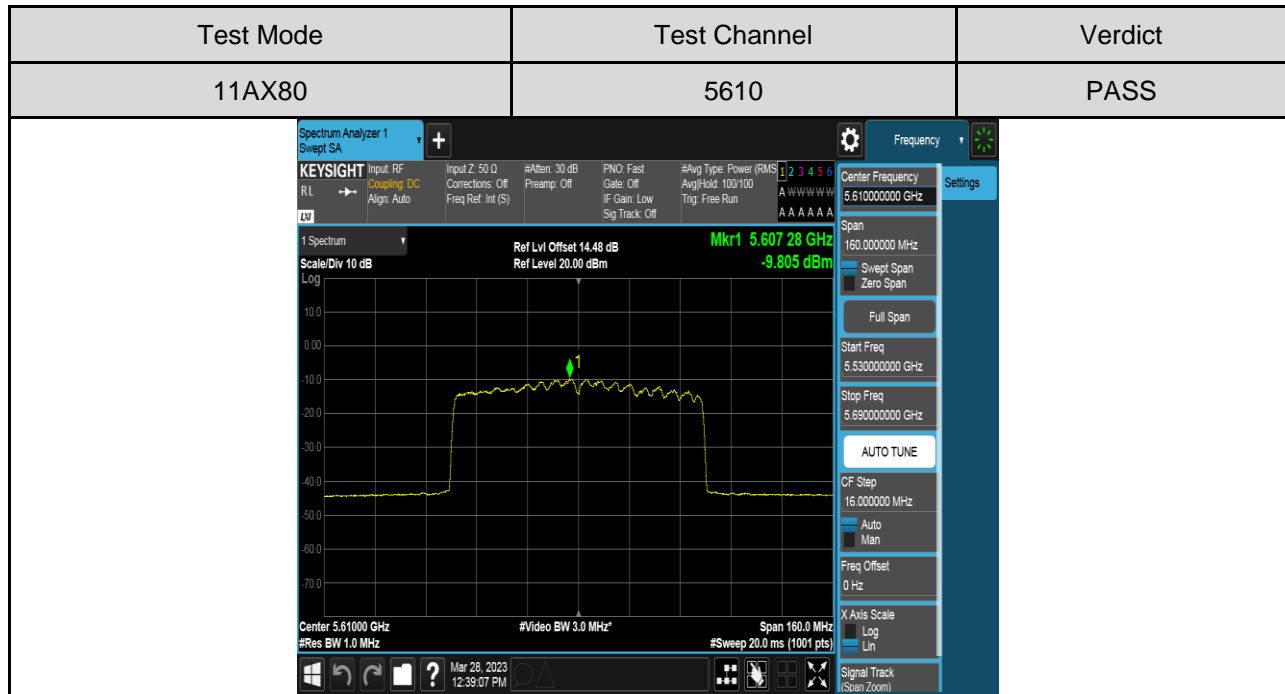 Test Mode Test Channel Verdict
11AX80 5610 PASS
Spectrum Analyzer 1
Swept SA
+
Frequency
KEYSIGHT Input: RF Input Z: 50 Ω #Atten: 30 dB PNO: Fast #Avg Type: Power (RMS 1 2 3 4 5 6
RL Coupling: DC Corrections: Off Preamp: Off Gate: Off Avg|Hold: 100/100 A W W W W W
Align: Auto Freq Ref: Int (S) IF Gain: Low Trig: Free Run
LXI Sig Track: Off A A A A A A
1 Spectrum Ref Lvl Offset 14.48 dB Mkr1 5.607 28 GHz
Scale/Div 10 dB Ref Level 20.00 dBm -9.805 dBm
Log
10.0
0.00
1
-10.0
-20.0
-30.0
-40.0
-50.0
-60.0
-70.0
Center 5.61000 GHz #Video BW 3.0 MHz* Span 160.0 MHz
#Res BW 1.0 MHz #Sweep 20.0 ms (1001 pts)
? Mar 28, 2023
12:39:07 PM
Center Frequency
5.610000000 GHz
Settings
Span
160.000000 MHz
Swept Span
Zero Span
Full Span
Start Freq
5.530000000 GHz
Stop Freq
5.690000000 GHz
AUTO TUNE
CF Step
16.000000 MHz
Auto
Man
Freq Offset
0 Hz
X Axis Scale
Log
Lin
Signal Track
(Span Zoom)